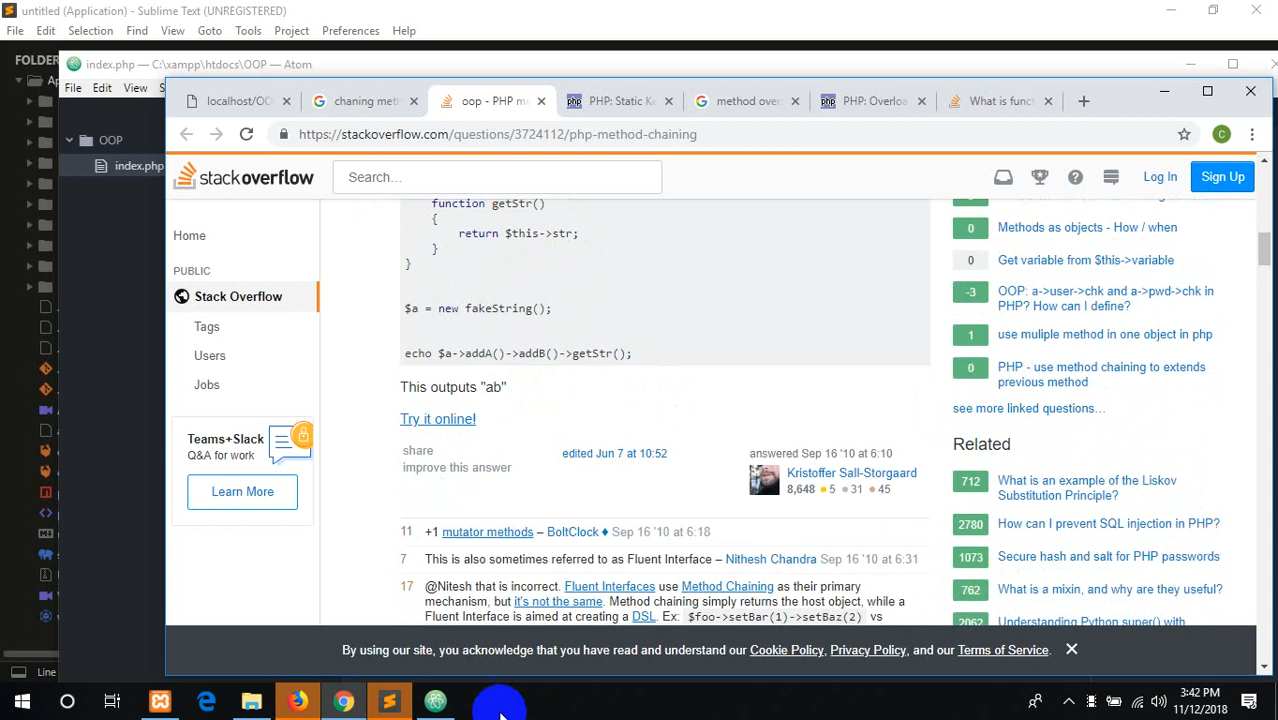 untitled (Application) - Sublime Text (UNREGISTERED)
File Edit Selection Find View Goto Tools Project Preferences Help
FOLDER
index.php — C:\xampp\htdocs\OOP — Atom
File Edit View
OOP
index.php
Line
localhost/OO
chaning met
oop - PHP me
PHP: Static Ke
method over
PHP: Overloa
What is funct
https://stackoverflow.com/questions/3724112/php-method-chaining
C
stackoverflow
Search...
Log In
Sign Up
Home
PUBLIC
Stack Overflow
Tags
Users
Jobs
Teams+Slack
Q&A for work
Learn More
function getStr()
{
return $this->str;
}
}
$a = new fakeString();
echo $a->addA()->addB()->getStr();
This outputs "ab"
Try it online!
share
improve this answer
edited Jun 7 at 10:52
answered Sep 16 '10 at 6:10
Kristoffer Sall-Storgaard
8,648 5 31 45
11 +1 mutator methods – BoltClock ♦ Sep 16 '10 at 6:18
7 This is also sometimes referred to as Fluent Interface – Nithesh Chandra Sep 16 '10 at 6:31
17 @Nitesh that is incorrect. Fluent Interfaces use Method Chaining as their primary
mechanism, but it's not the same. Method chaining simply returns the host object, while a
Fluent Interface is aimed at creating a DSL. Ex: $foo->setBar(1)->setBaz(2) vs
0 Methods as objects - How / when
0 Get variable from $this->variable
-3 OOP: a->user->chk and a->pwd->chk in
PHP? How can I define?
1 use muliple method in one object in php
0 PHP - use method chaining to extends
previous method
see more linked questions…
Related
712 What is an example of the Liskov
Substitution Principle?
2780 How can I prevent SQL injection in PHP?
1073 Secure hash and salt for PHP passwords
762 What is a mixin, and why are they useful?
2062 Understanding Python super() with
By using our site, you acknowledge that you have read and understand our Cookie Policy, Privacy Policy, and our Terms of Service.
3:42 PM
11/12/2018